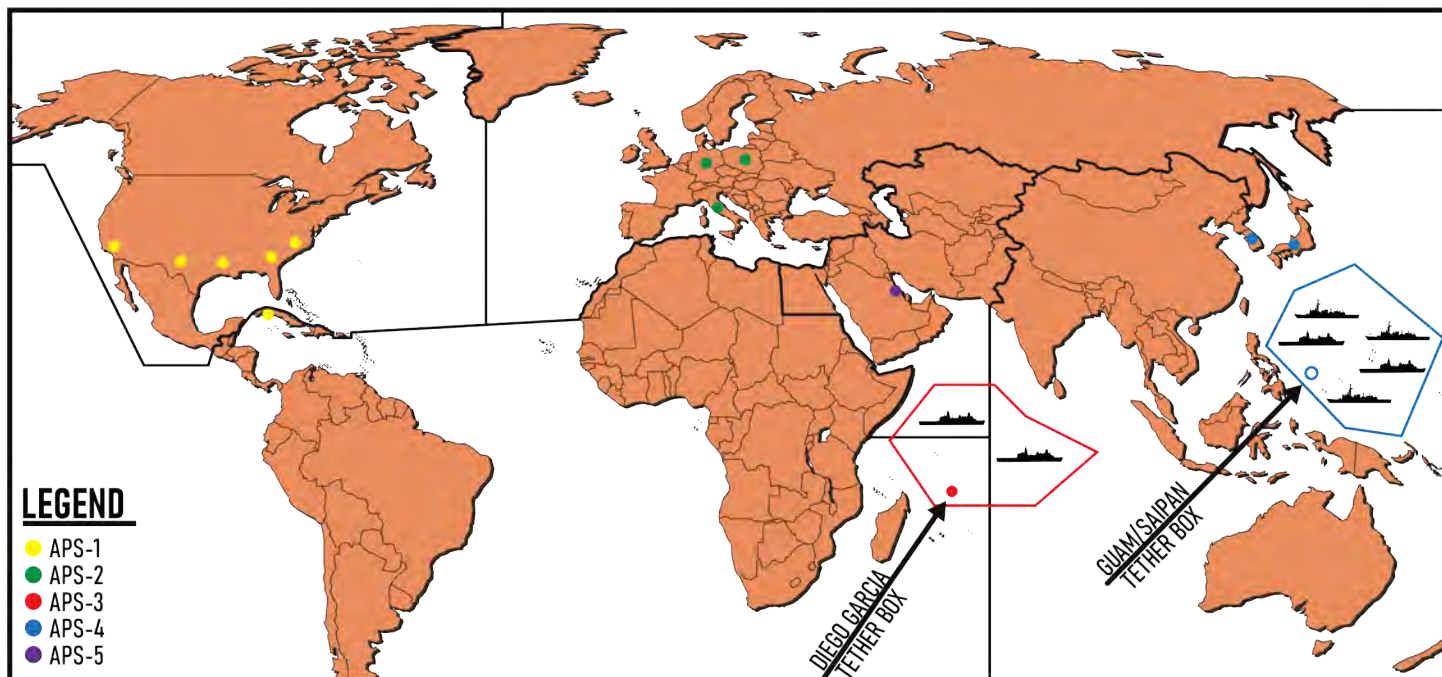 LEGEND
APS-1
APS-2
APS-3
APS-4
APS-5
DIEGO GARCIA
TETHER BOX
GUAM/SAIPAN
TETHER BOX